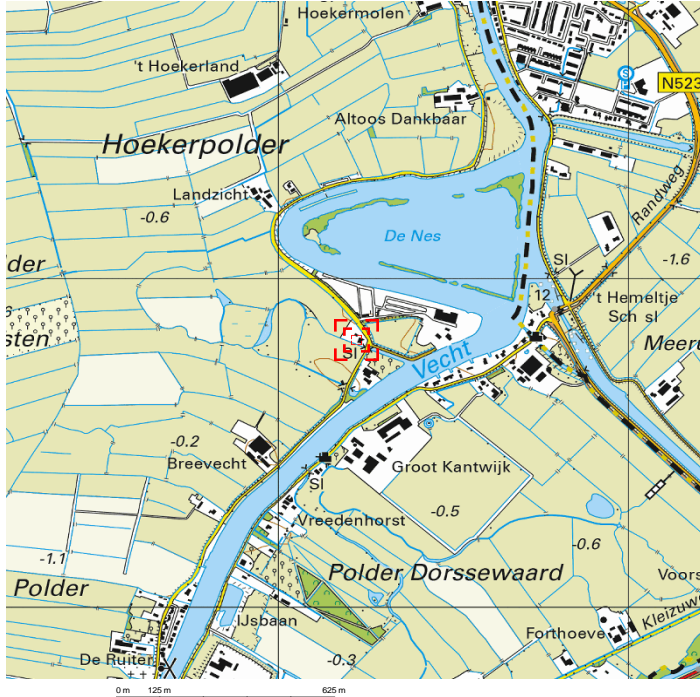 Hoekermolen
't Hoekerland
N523
Altoos Dankbaar
Hoekerpolder
Landzicht
Randweg
-0.6
De Nes
lder
Sl
-1.6
12
't Hemeltje
Sch sl
sten
Sl
Vecht
Meeru
-0.2
Breevecht
Groot Kantwijk
Sl
-0.5
Vreedenhorst
-0.6
-1.1
Polder
Polder Dorssewaard
Voors
IJsbaan
Kleizuw
Forthoeve
De Ruiter
-0.3
0 m 125 m 625 m